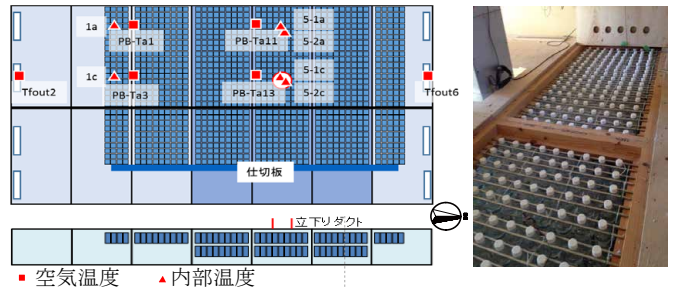 1a
PB-Ta1
PB-Ta11
5-1a
5-2a
1c
PB-Ta3
PB-Ta13
5-1c
5-2c
Tfout2
Tfout6
仕切板
立下りダクト
空気温度
内部温度